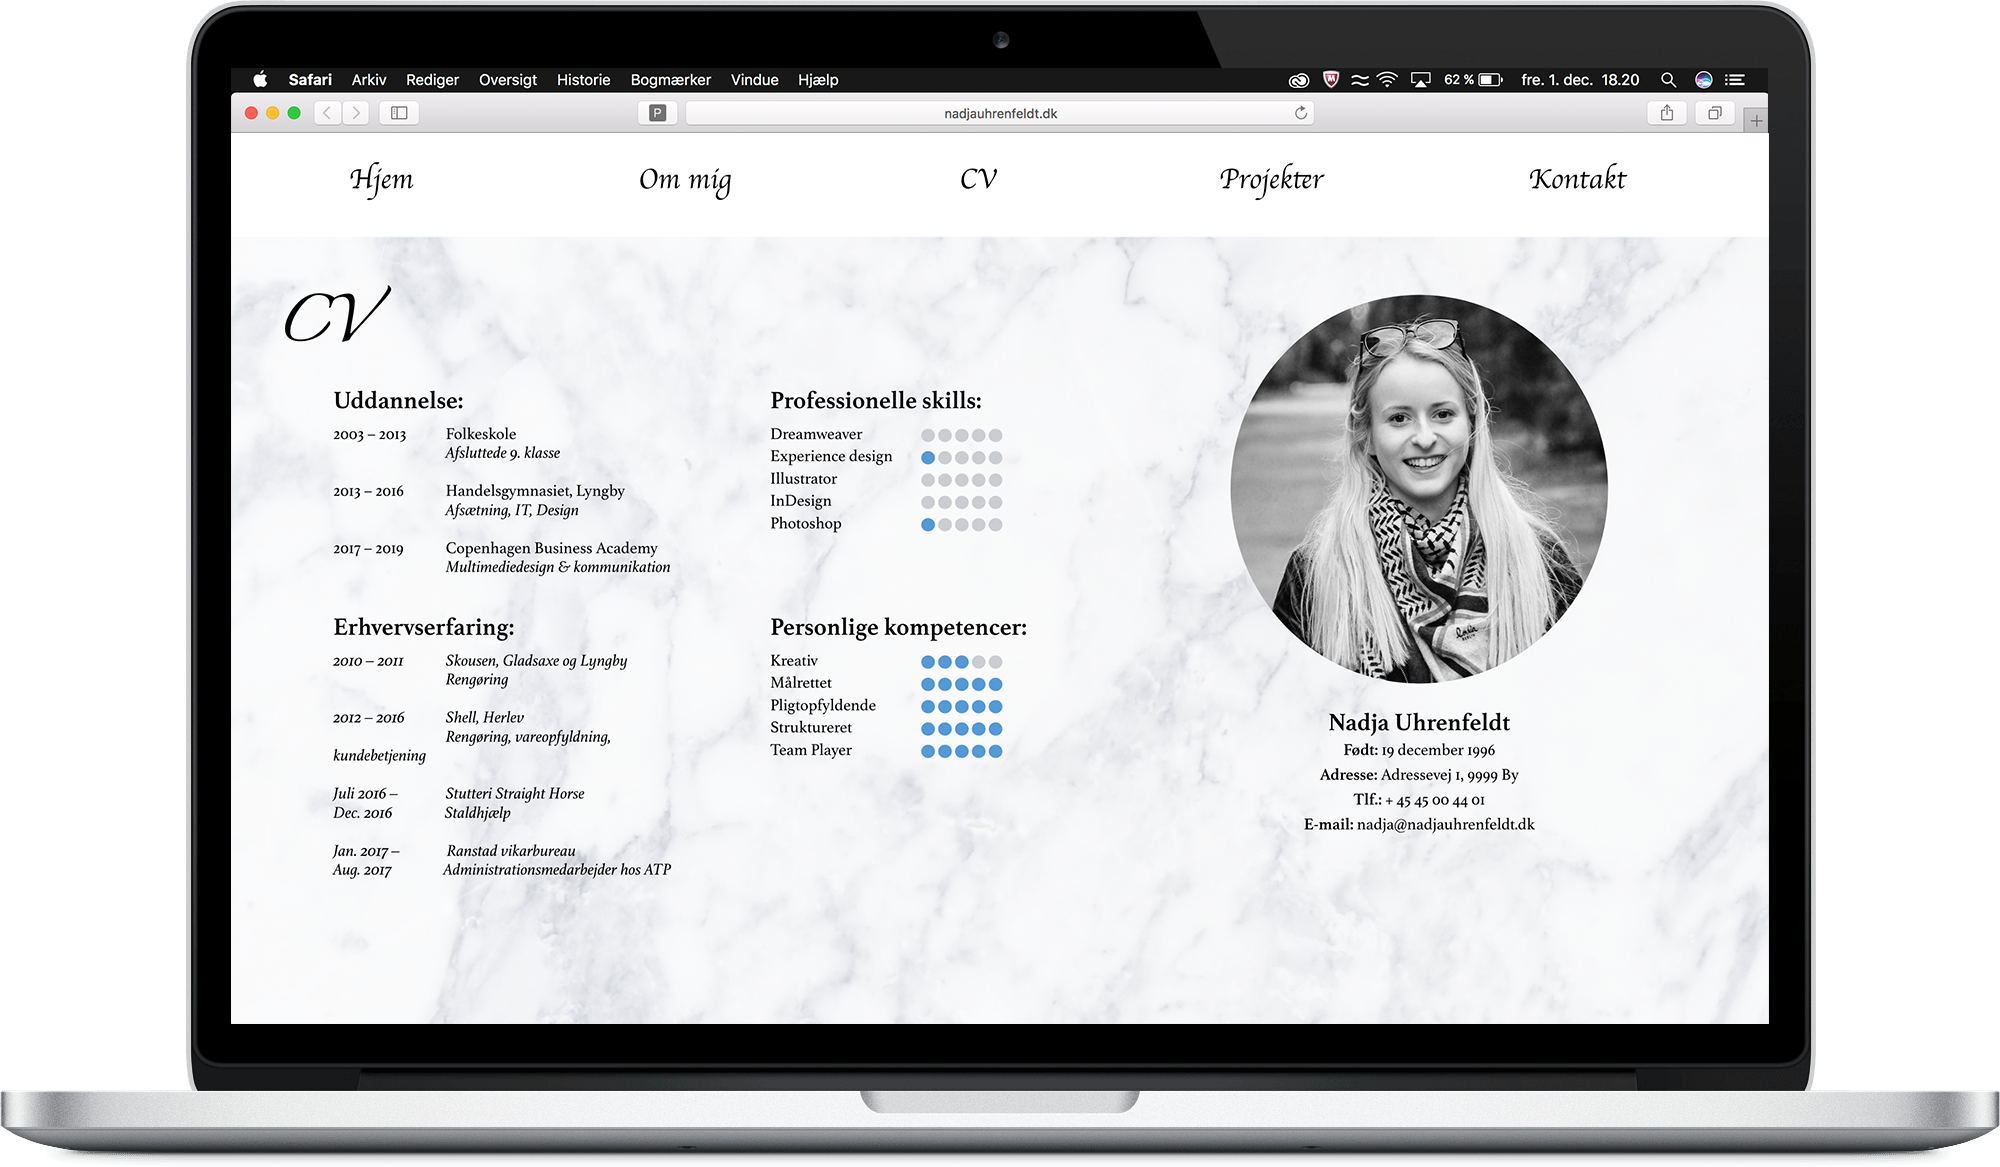 Safari Arkiv Rediger Oversigt Historie Bogmærker Vindue Hjælp 62 % fre. 1. dec. 18.20
P nadjauhrenfeldt.dk
Hjem Om mig CV Projekter Kontakt
CV
Uddannelse:
2003 – 2013 Folkeskole
Afsluttede 9. klasse
2013 – 2016 Handelsgymnasiet, Lyngby
Afsætning, IT, Design
2017 – 2019 Copenhagen Business Academy
Multimediedesign & kommunikation
Erhvervserfaring:
2010 – 2011 Skousen, Gladsaxe og Lyngby
Rengøring
2012 – 2016 Shell, Herlev
Rengøring, vareopfyldning,
kundebetjening
Juli 2016 – Stutteri Straight Horse
Dec. 2016 Staldhjælp
Jan. 2017 – Ranstad vikarbureau
Aug. 2017 Administrationsmedarbejder hos ATP
Professionelle skills:
Dreamweaver
Experience design
Illustrator
InDesign
Photoshop
Personlige kompetencer:
Kreativ
Målrettet
Pligtopfyldende
Struktureret
Team Player
Nadja Uhrenfeldt
Født: 19 december 1996
Adresse: Adressevej 1, 9999 By
Tlf.: + 45 45 00 44 01
E-mail: nadja@nadjauhrenfeldt.dk